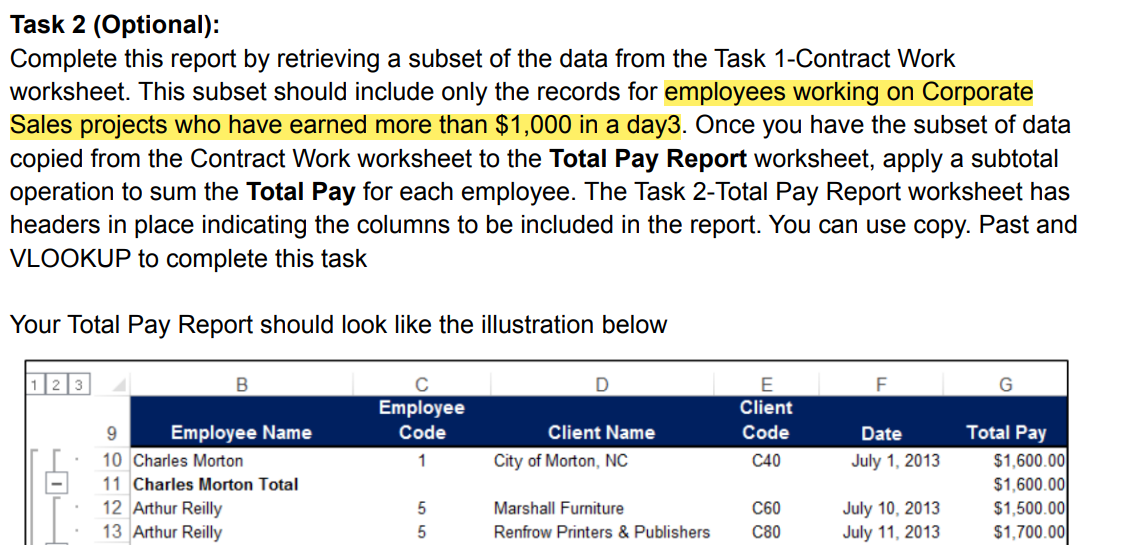 Task 2 (Optional):
Complete this report by retrieving a subset of the data from the Task 1-Contract Work
worksheet. This subset should include only the records for employees working on Corporate
Sales projects who have earned more than $1,000 in a day3. Once you have the subset of data
copied from the Contract Work worksheet to the Total Pay Report worksheet, apply a subtotal
operation to sum the Total Pay for each employee. The Task 2-Total Pay Report worksheet has
headers in place indicating the columns to be included in the report. You can use copy. Past and
VLOOKUP to complete this task
Your Total Pay Report should look like the illustration below
1 2 3 B C D E F G
Employee Client
9 Employee Name Code Client Name Code Date Total Pay
10 Charles Morton 1 City of Morton, NC C40 July 1, 2013 $1,600.00
11 Charles Morton Total $1,600.00
12 Arthur Reilly 5 Marshall Furniture C60 July 10, 2013 $1,500.00
13 Arthur Reilly 5 Renfrow Printers & Publishers C80 July 11, 2013 $1,700.00